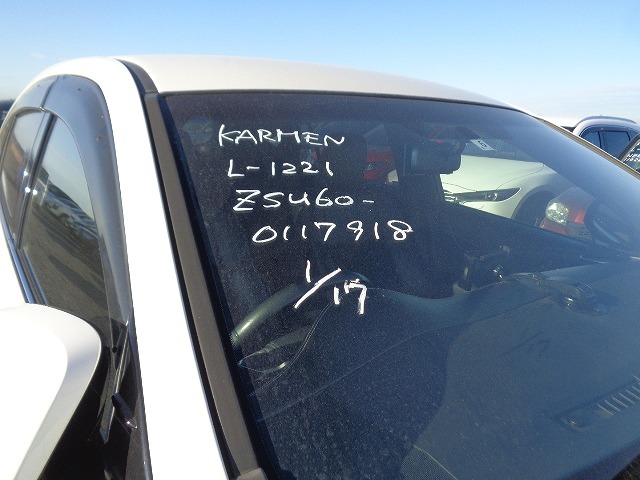 KARMEN
L-1221
ZSU60-
0117918
1/17